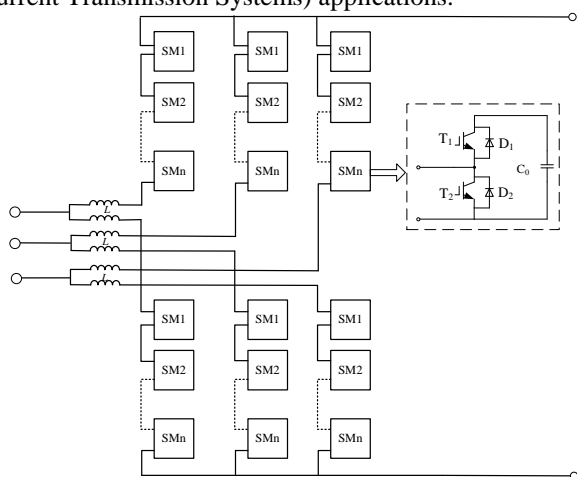 urrent Transmission Systems) applications.
SM1 SM1 SM1
SM2 SM2 SM2
SMn SMn SMn
T1 D1
C0
T2 D2
L
L
L
SM1 SM1 SM1
SM2 SM2 SM2
SMn SMn SMn